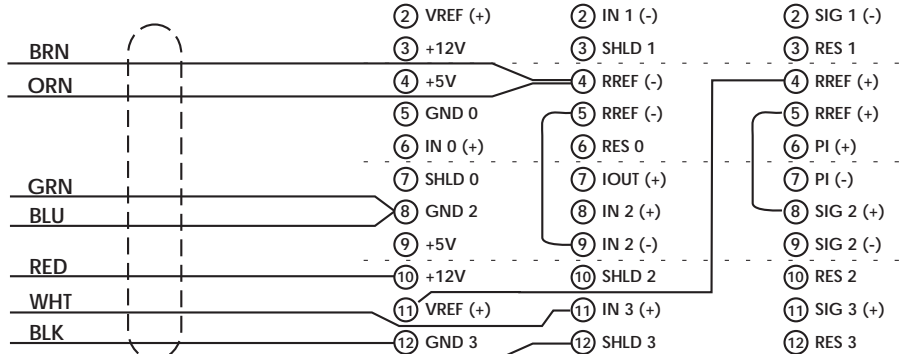 2 VREF (+) 2 IN 1 (-) 2 SIG 1 (-)
BRN 3 +12V 3 SHLD 1 3 RES 1
ORN 4 +5V 4 RREF (-) 4 RREF (+)
5 GND 0 5 RREF (-) 5 RREF (+)
6 IN 0 (+) 6 RES 0 6 PI (+)
GRN 7 SHLD 0 7 IOUT (+) 7 PI (-)
BLU 8 GND 2 8 IN 2 (+) 8 SIG 2 (+)
9 +5V 9 IN 2 (-) 9 SIG 2 (-)
RED 10 +12V 10 SHLD 2 10 RES 2
WHT 11 VREF (+) 11 IN 3 (+) 11 SIG 3 (+)
BLK 12 GND 3 12 SHLD 3 12 RES 3